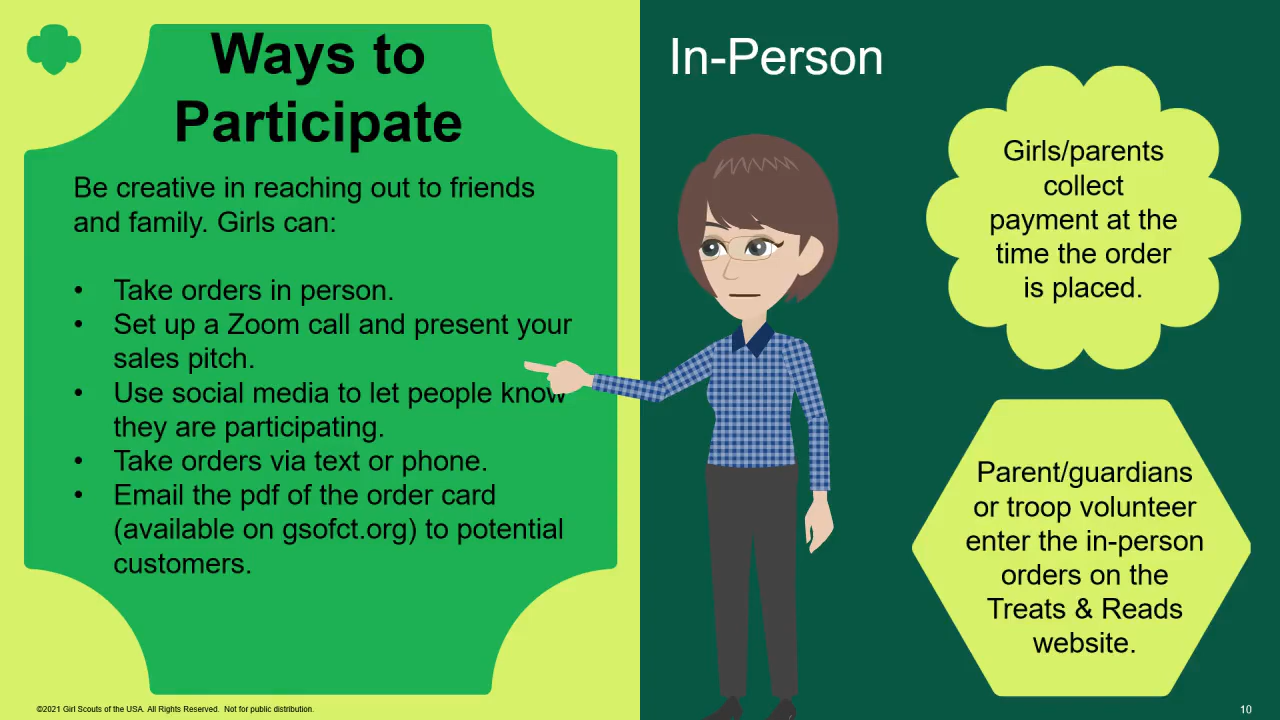 Ways to
Participate
Be creative in reaching out to friends
and family. Girls can:
• Take orders in person.
• Set up a Zoom call and present your
sales pitch.
• Use social media to let people know
they are participating.
• Take orders via text or phone.
• Email the pdf of the order card
(available on gsofct.org) to potential
customers.
In-Person
Girls/parents
collect
payment at the
time the order
is placed.
Parent/guardians
or troop volunteer
enter the in-person
orders on the
Treats & Reads
website.
©2021 Girl Scouts of the USA. All Rights Reserved. Not for public distribution.
10